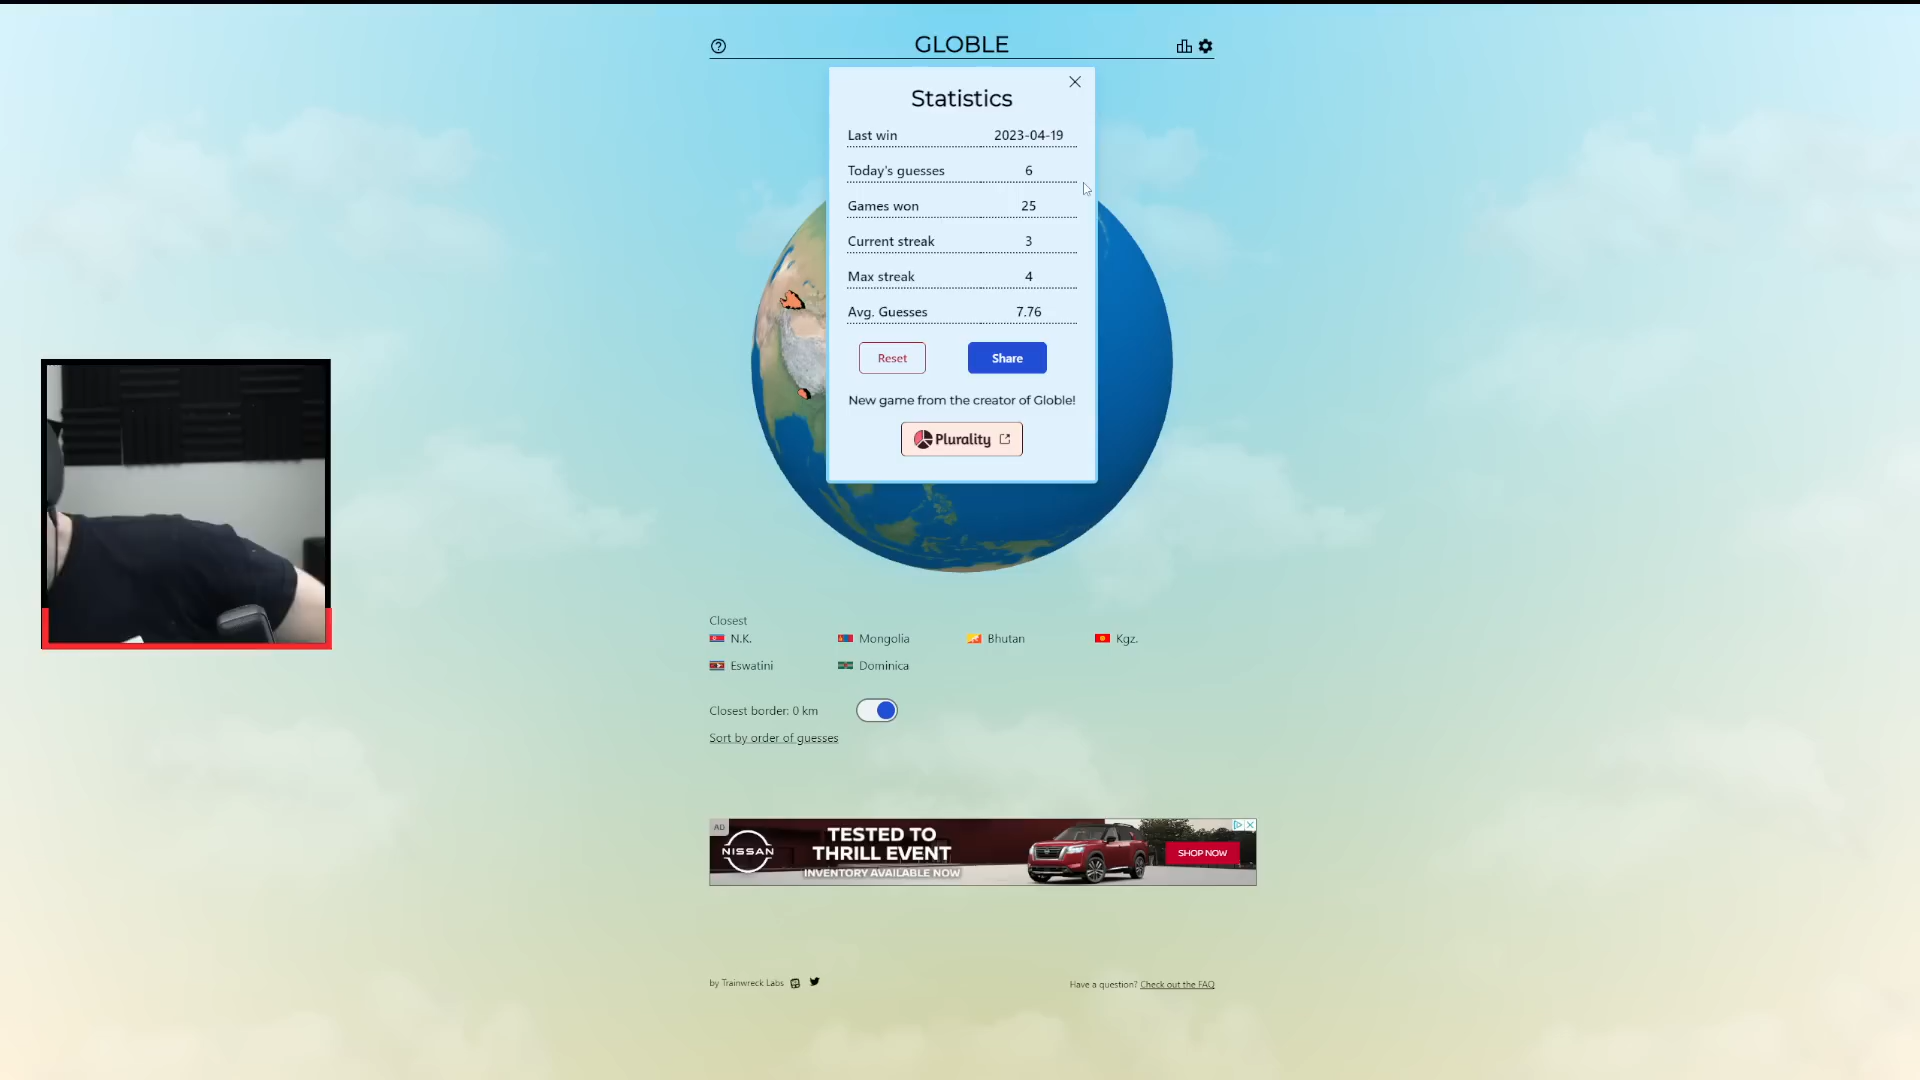 GLOBLE
Statistics
Last win 2023-04-19
Today's guesses 6
Games won 25
Current streak 3
Max streak 4
Avg. Guesses 7.76
Reset Share
New game from the creator of Globle!
Plurality
Closest
N.K. Mongolia Bhutan Kgz.
Eswatini Dominica
Closest border: 0 km
Sort by order of guesses
AD
NISSAN
TESTED TO
THRILL EVENT
INVENTORY AVAILABLE NOW
SHOP NOW
by Trainwreck Labs
Have a question? Check out the FAQ